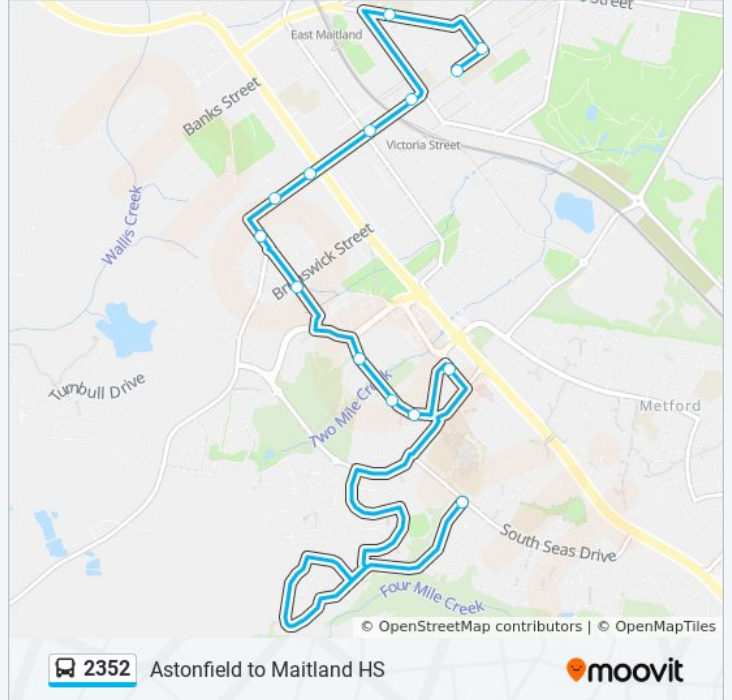 Street
East Maitland
Banks Street
Victoria Street
Wallis Creek
Brunswick Street
Turnbull Drive
Two Mile Creek
Metford
South Seas Drive
Four Mile Creek
© OpenStreetMap contributors | © OpenMapTiles
2352 Astonfield to Maitland HS
moovit